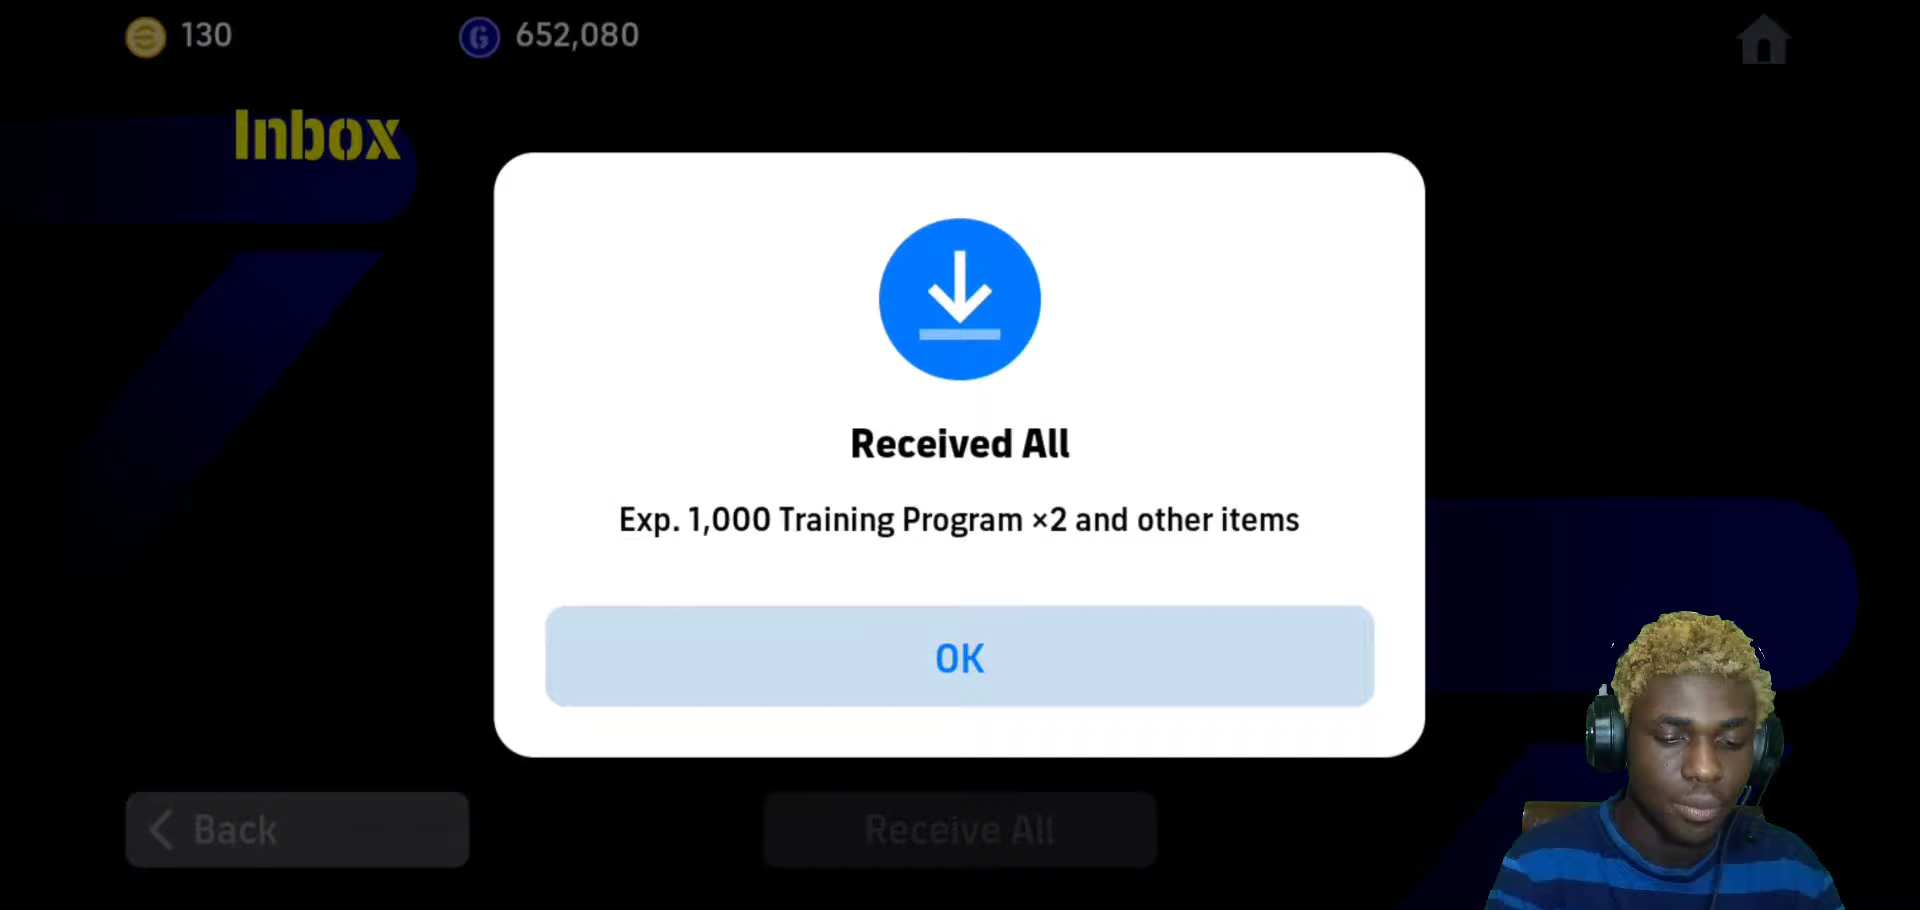 130
652,080
Inbox
Received All
Exp. 1,000 Training Program ×2 and other items
OK
Back
Receive All